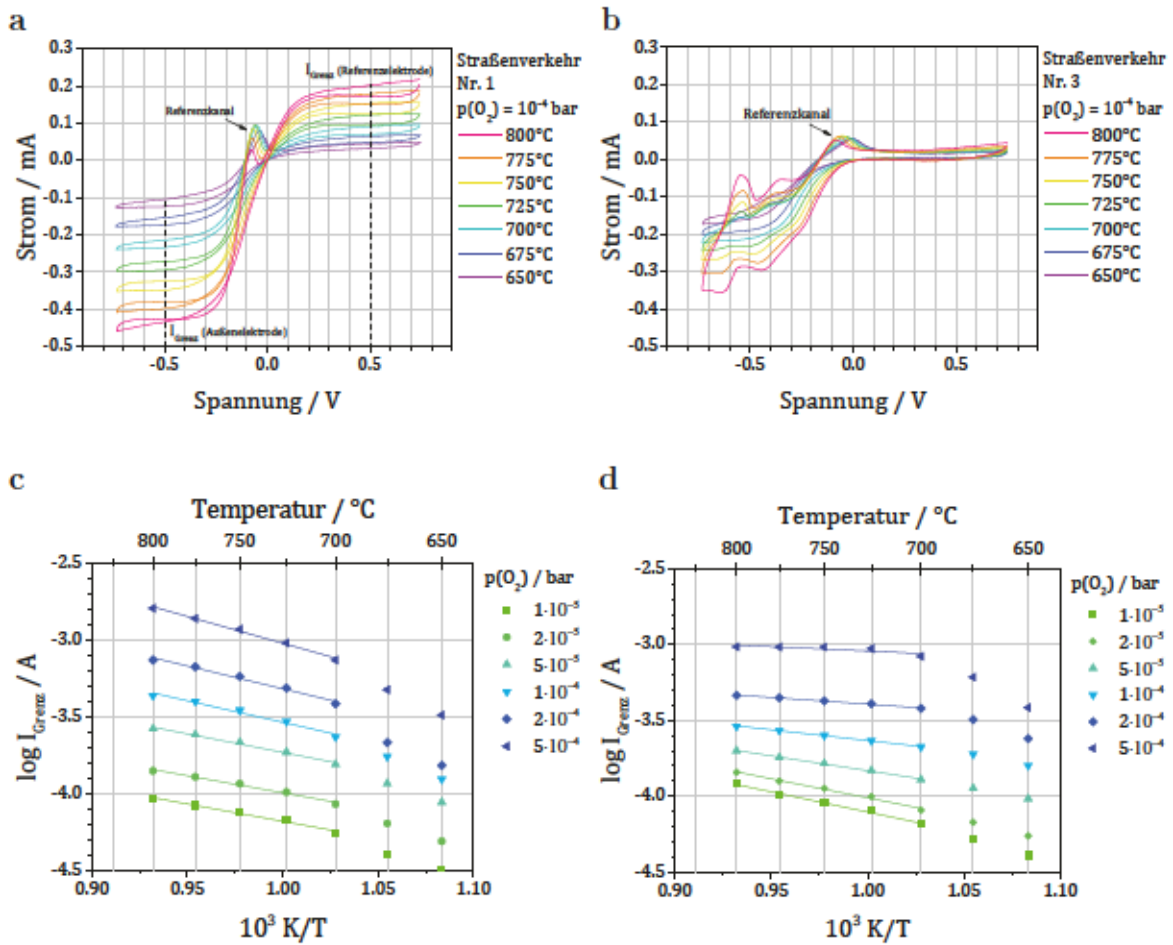 a
0.3
0.2
0.1
0.0
-0.1
-0.2
-0.3
-0.4
-0.5
Strom / mA
-0.5 0.0 0.5
Spannung / V
I_Grenz (Referenzelektrode)
Referenzkanal
I_Grenz (Außenelektrode)
Straßenverkehr
Nr. 1
p(O₂) = 10⁻⁴ bar
800°C
775°C
750°C
725°C
700°C
675°C
650°C
b
0.3
0.2
0.1
0.0
-0.1
-0.2
-0.3
-0.4
-0.5
Strom / mA
-0.5 0.0 0.5
Spannung / V
Referenzkanal
Straßenverkehr
Nr. 3
p(O₂) = 10⁻⁴ bar
800°C
775°C
750°C
725°C
700°C
675°C
650°C
c
Temperatur / °C
800 750 700 650
-2.5
-3.0
-3.5
-4.0
-4.5
log I_Grenz / A
0.90 0.95 1.00 1.05 1.10
10³ K/T
p(O₂) / bar
1·10⁻⁵
2·10⁻⁵
5·10⁻⁵
1·10⁻⁴
2·10⁻⁴
5·10⁻⁴
d
Temperatur / °C
800 750 700 650
-2.5
-3.0
-3.5
-4.0
-4.5
log I_Grenz / A
0.90 0.95 1.00 1.05 1.10
10³ K/T
p(O₂) / bar
1·10⁻⁵
2·10⁻⁵
5·10⁻⁵
1·10⁻⁴
2·10⁻⁴
5·10⁻⁴